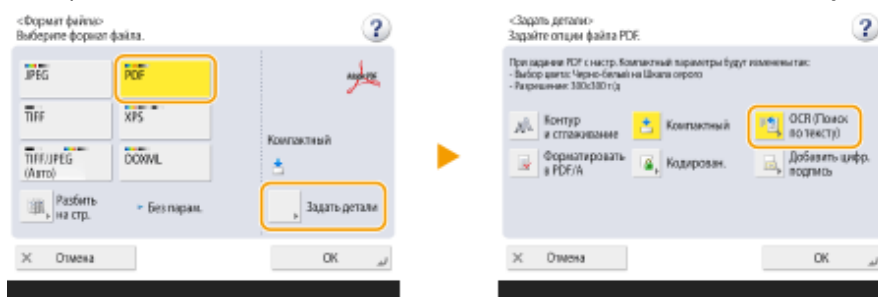 <Формат файла>
Выберите формат файла.
JPEG
PDF
TIFF
XPS
TIFF/JPEG
(Авто)
OOXML
Разбить
на стр.
Без парам.
Adobe PDF
Компактный
Задать детали
Отмена
OK
<Задать детали>
Задайте опции файла PDF.
При задании PDF с настр. Компактный параметры будут изменены так:
- Выбор цвета: Черно-белый на Шкала серого
- Разрешение: 300x300 т/д
Контур
и сглаживание
Компактный
OCR (Поиск
по тексту)
Форматировать
в PDF/A
Кодирован.
Добавить цифр.
подпись
Отмена
OK